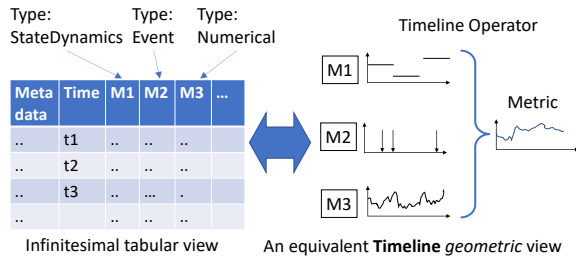 Type: Type: Type:
StateDynamics Event Numerical
Timeline Operator
Meta data Time M1 M2 M3 ...
.. t1 .. .. ..
.. t2 .. .. ..
.. t3 .. ... .
.. .. .. ..
M1
M2
M3
Metric
Infinitesimal tabular view
An equivalent Timeline geometric view